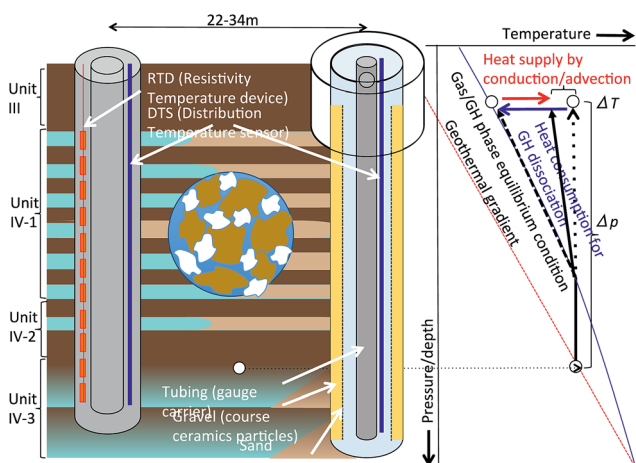 22-34m
Temperature
Unit
III
RTD (Resistivity
Temperature device)
DTS (Distribution
Temperature sensor)
Unit
IV-1
Unit
IV-2
Unit
IV-3
Tubing (gauge
carrier)
Gravel (course
ceramics particles)
Sand
Heat supply by
conduction/advection
ΔT
Δp
Heat consumption for
GH dissociation
Gas/GH phase equilibrium condition
Geothermal gradient
Pressure/depth